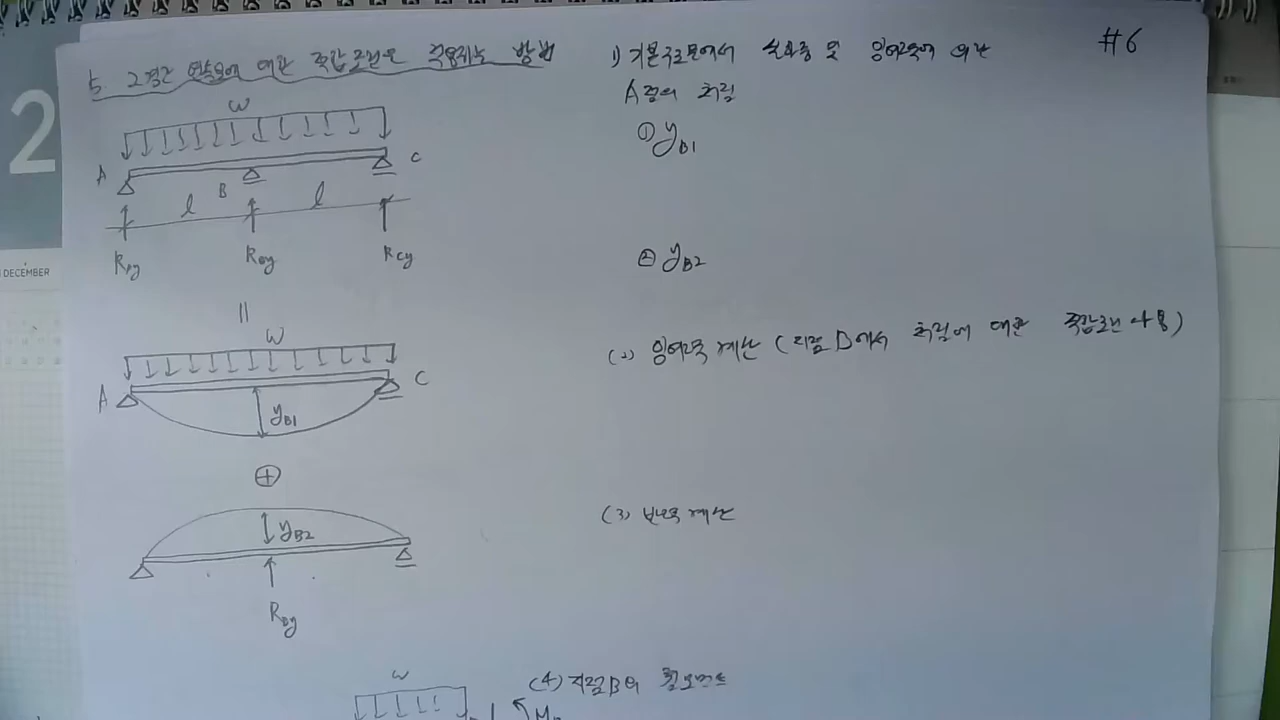 5 2경간 연속보에 대한 적합조건을 적용하는 방법
#6
W
A
B
C
l
l
R_Ay
R_By
R_Cy
=
W
A
C
y_B1
+
y_B2
R_By
1) 기본구조물에서 실하중 및 잉여력에 의한
A점의 처짐
① y_B1
② y_B2
(2) 잉여력 계산 (지점 B에서 처짐에 대한 적합조건 사용)
(3) 반력 계산
(4) 지점 B의 휨모멘트
w
2
DECEMBER